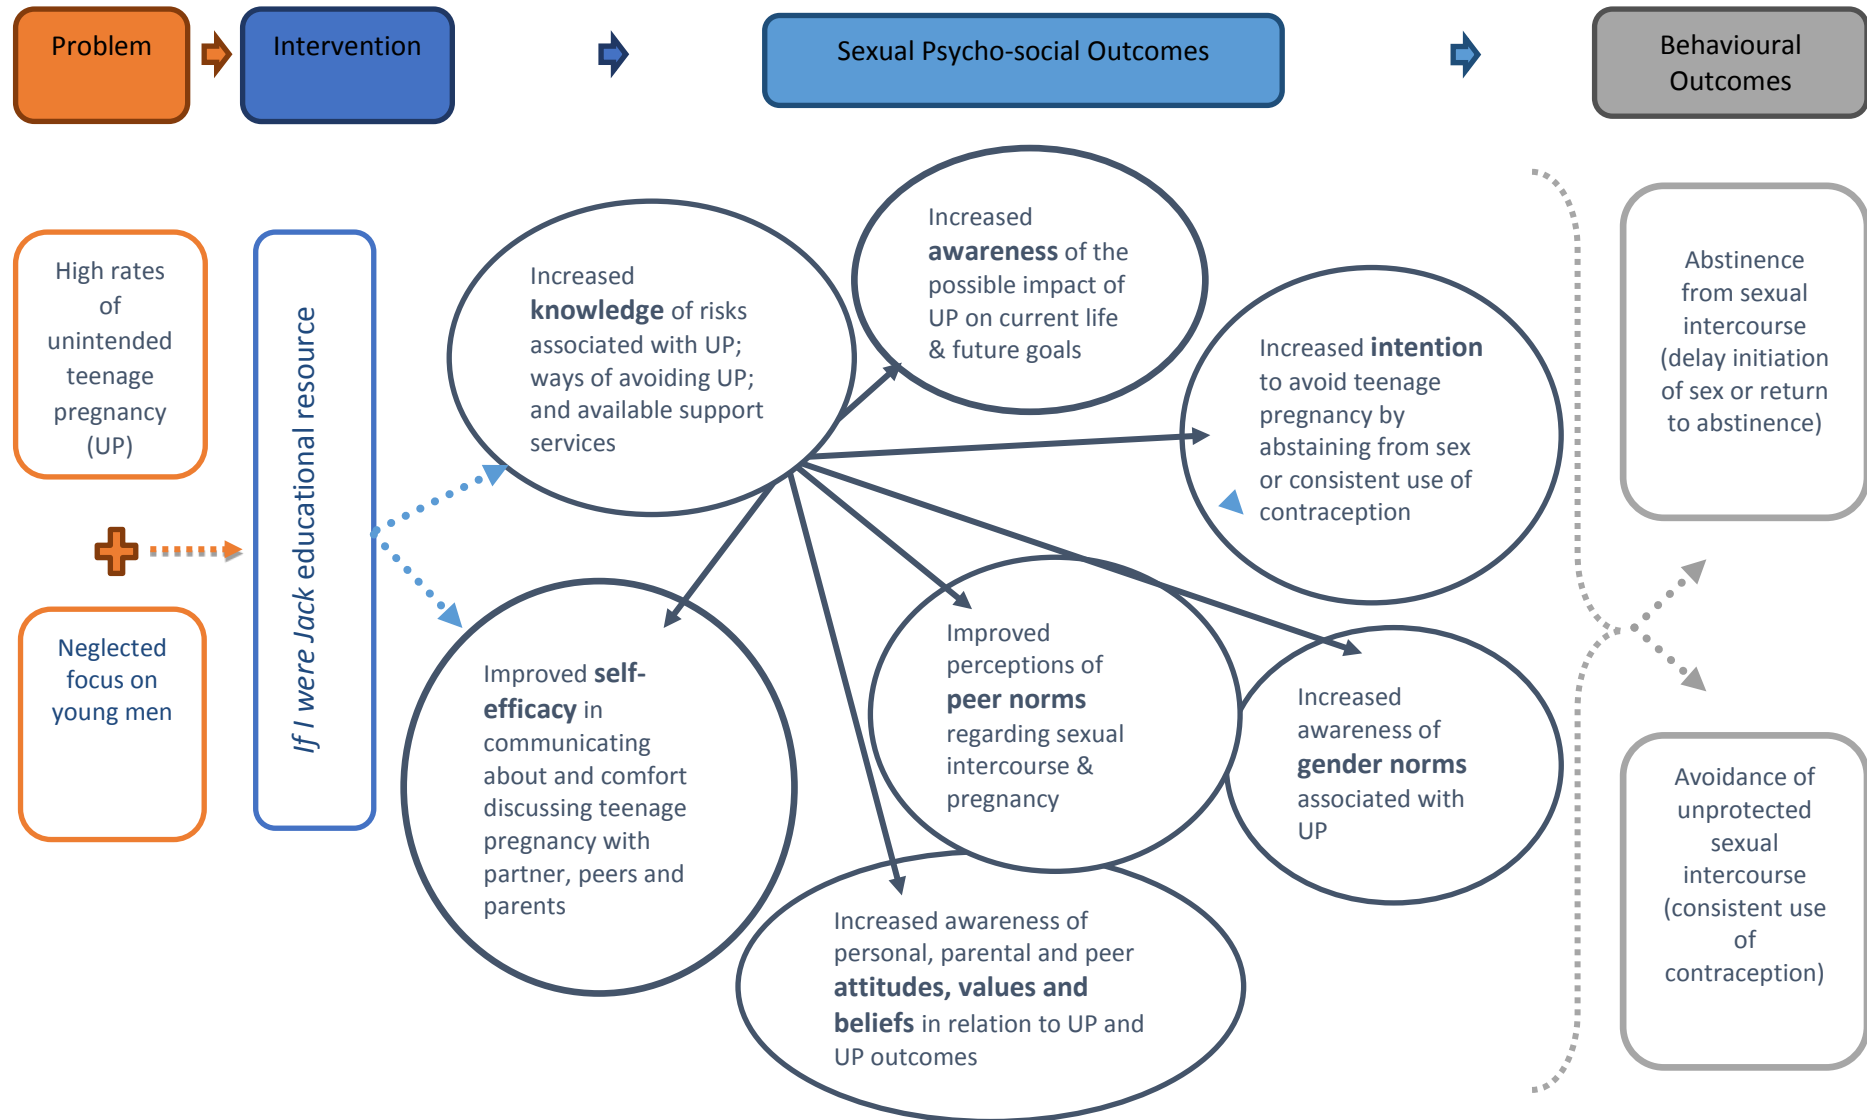 Problem
Intervention
Sexual Psycho-social Outcomes
Behavioural
Outcomes
High rates
of
unintended
teenage
pregnancy
(UP)
Neglected
focus on
young men
If I were Jack educational resource
Increased
knowledge of risks
associated with UP;
ways of avoiding UP;
and available support
services
Increased
awareness of the
possible impact of
UP on current life
& future goals
Increased intention
to avoid teenage
pregnancy by
abstaining from sex
or consistent use of
contraception
Improved self-
efficacy in
communicating
about and comfort
discussing teenage
pregnancy with
partner, peers and
parents
Improved
perceptions of
peer norms
regarding sexual
intercourse &
pregnancy
Increased
awareness of
gender norms
associated with
UP
Increased awareness of
personal, parental and peer
attitudes, values and
beliefs in relation to UP and
UP outcomes
Abstinence
from sexual
intercourse
(delay initiation
of sex or return
to abstinence)
Avoidance of
unprotected
sexual
intercourse
(consistent use
of
contraception)